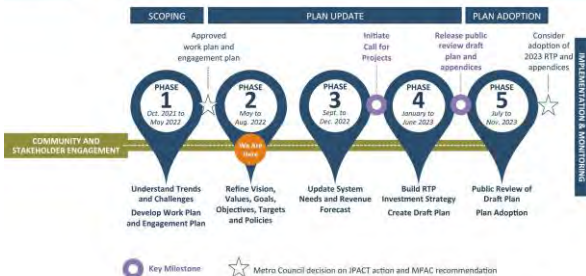 SCOPING
PLAN UPDATE
PLAN ADOPTION
Approved
work plan and
engagement plan
Initiate
Call for
Projects
Release public
review draft
plan and
appendices
Consider
adoption of
2023 RTP and
appendices
PHASE
1
Oct. 2021 to
May 2022
PHASE
2
May to
Aug. 2022
PHASE
3
Sept. to
Dec. 2022
PHASE
4
January to
June 2023
PHASE
5
July to
Nov. 2023
IMPLEMENTATION & MONITORING
COMMUNITY AND
STAKEHOLDER ENGAGEMENT
We Are
Here
Understand Trends
and Challenges
Develop Work Plan
and Engagement Plan
Refine Vision,
Values, Goals,
Objectives, Targets
and Policies
Update System
Needs and Revenue
Forecast
Build RTP
Investment Strategy
Create Draft Plan
Public Review of
Draft Plan
Plan Adoption
Key Milestone
Metro Council decision on JPACT action and MPAC recommendation